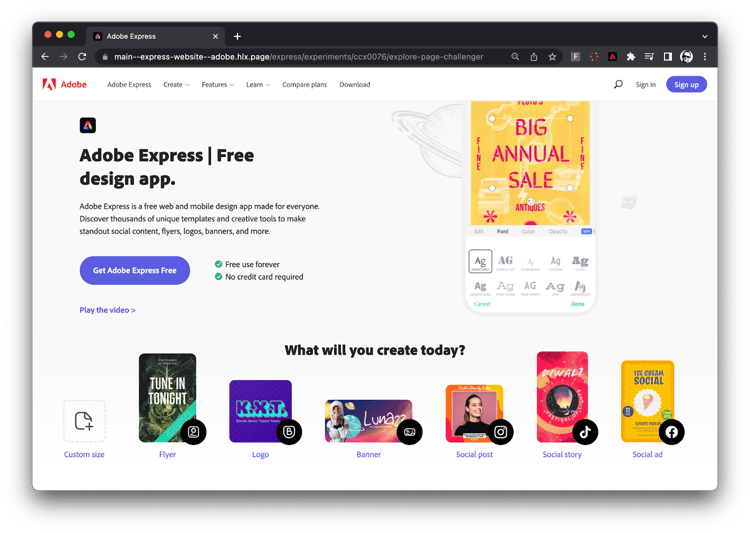 Adobe Express
main--express-website--adobe.hlx.page/express/experiments/ccx0076/explore-page-challenger
Adobe
Adobe Express
Create
Features
Learn
Compare plans
Download
Sign In
Sign up
Adobe Express | Free
design app.
Adobe Express is a free web and mobile design app made for everyone.
Discover thousands of unique templates and creative tools to make
standout social content, flyers, logos, banners, and more.
Get Adobe Express Free
Free use forever
No credit card required
Play the video >
PLUTO'S
BIG
ANNUAL
SALE
FINE
FINE
ANTIQUES
Edit
Font
Color
Opacity
Ag
AG
Ag
Ag
Ag
Ag
Ag
Ag
Ag
Ag
Cancel
Done
What will you create today?
TUNE IN
TONIGHT
K.X.T.
Lunazz
DIWALI
ICE CREAM
SOCIAL
Custom size
Flyer
Logo
Banner
Social post
Social story
Social ad